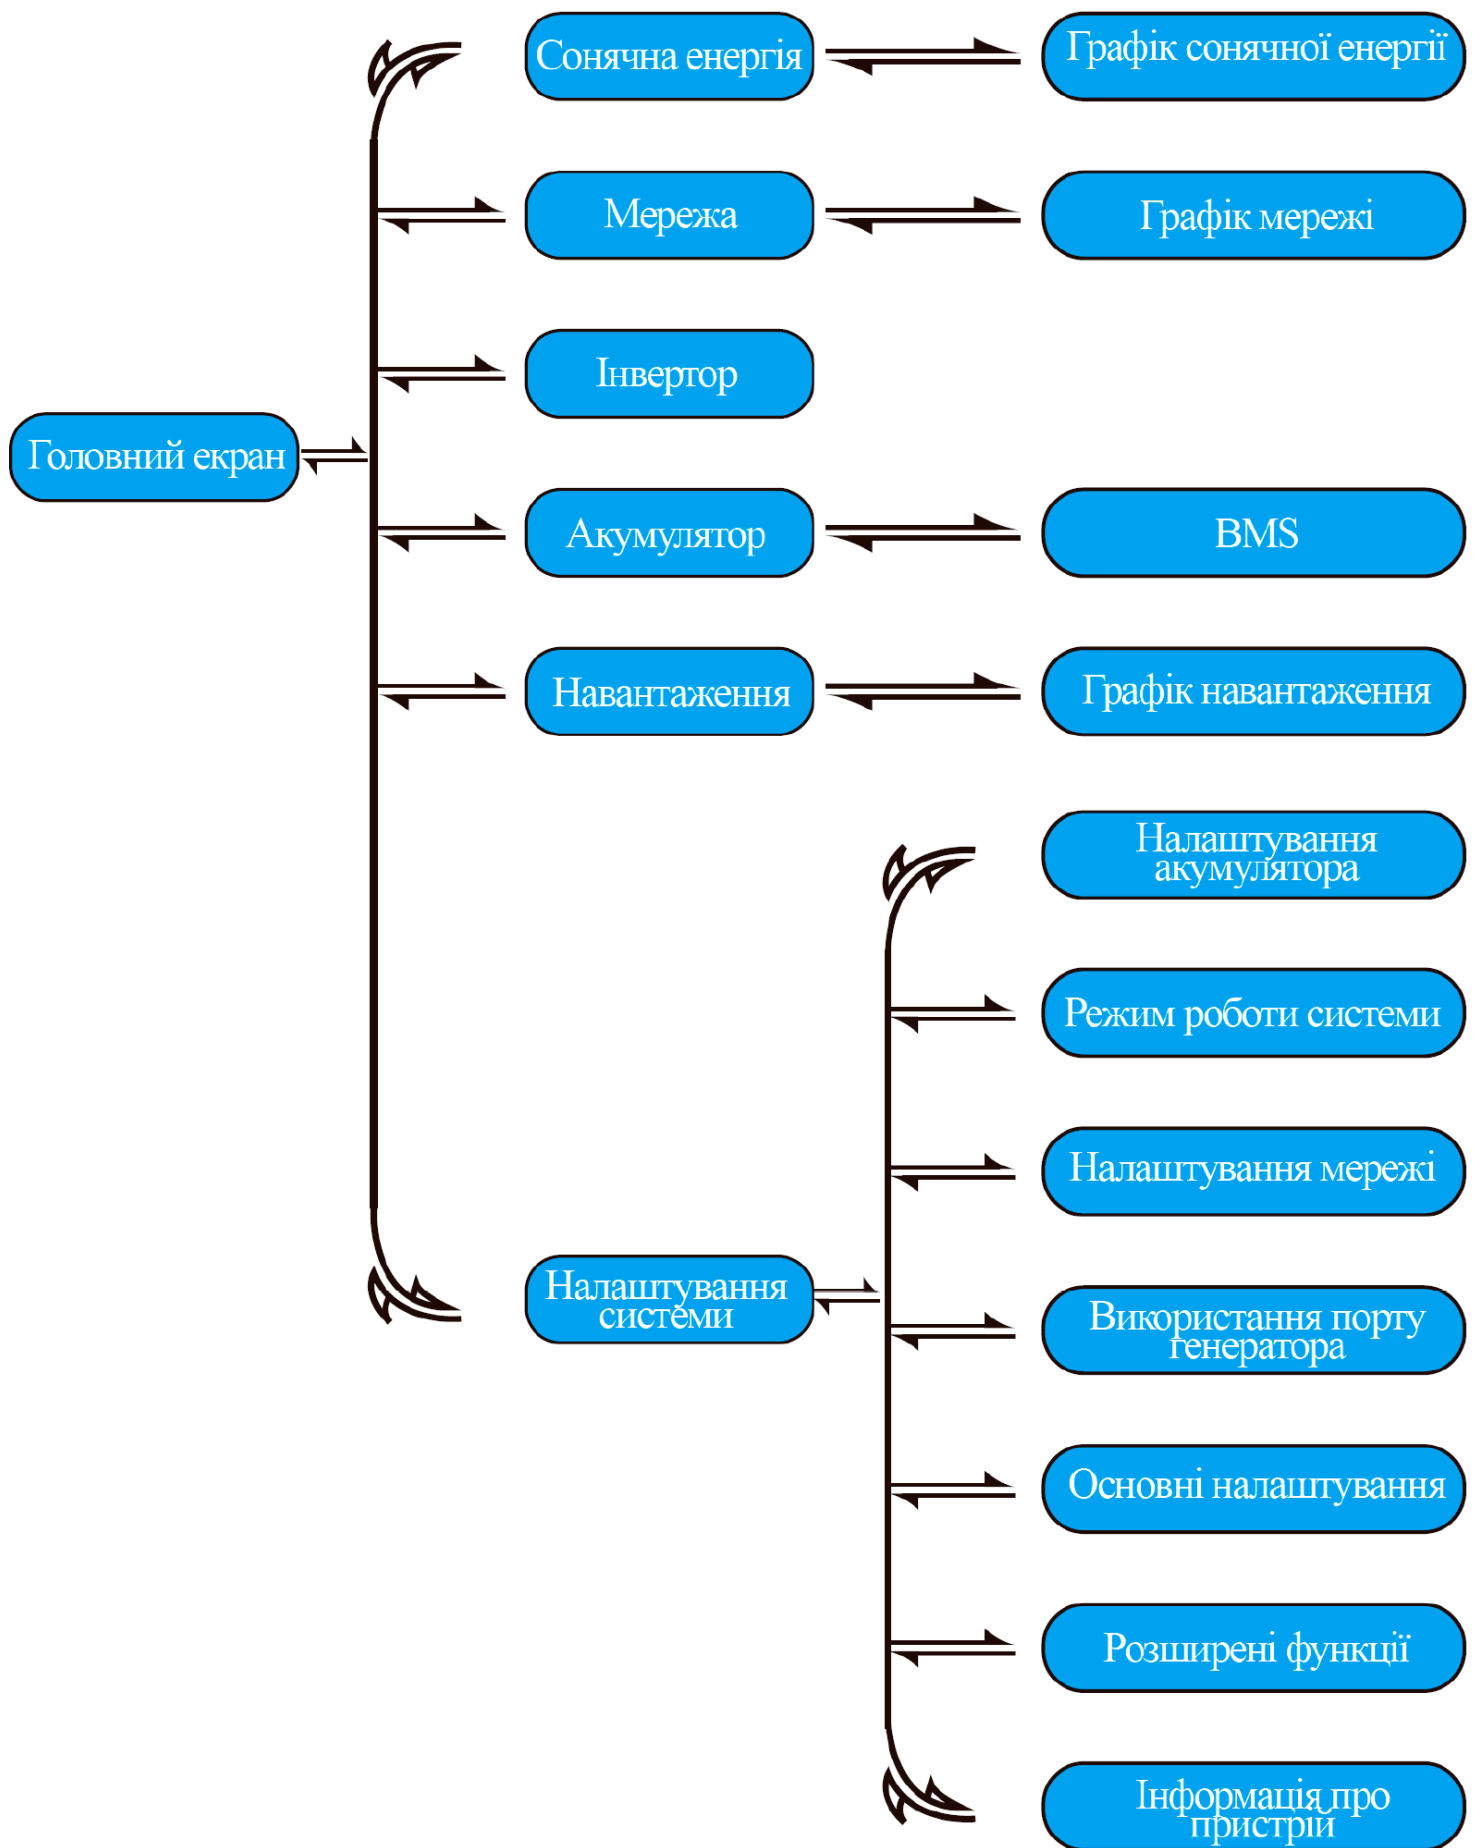 Сонячна енергія
Графік сонячної енергії
Мережа
Графік мережі
Інвертор
Головний екран
Акумулятор
BMS
Навантаження
Графік навантаження
Налаштування
акумулятора
Режим роботи системи
Налаштування мережі
Налаштування
системи
Використання порту
генератора
Основні налаштування
Розширені функції
Інформація про
пристрій